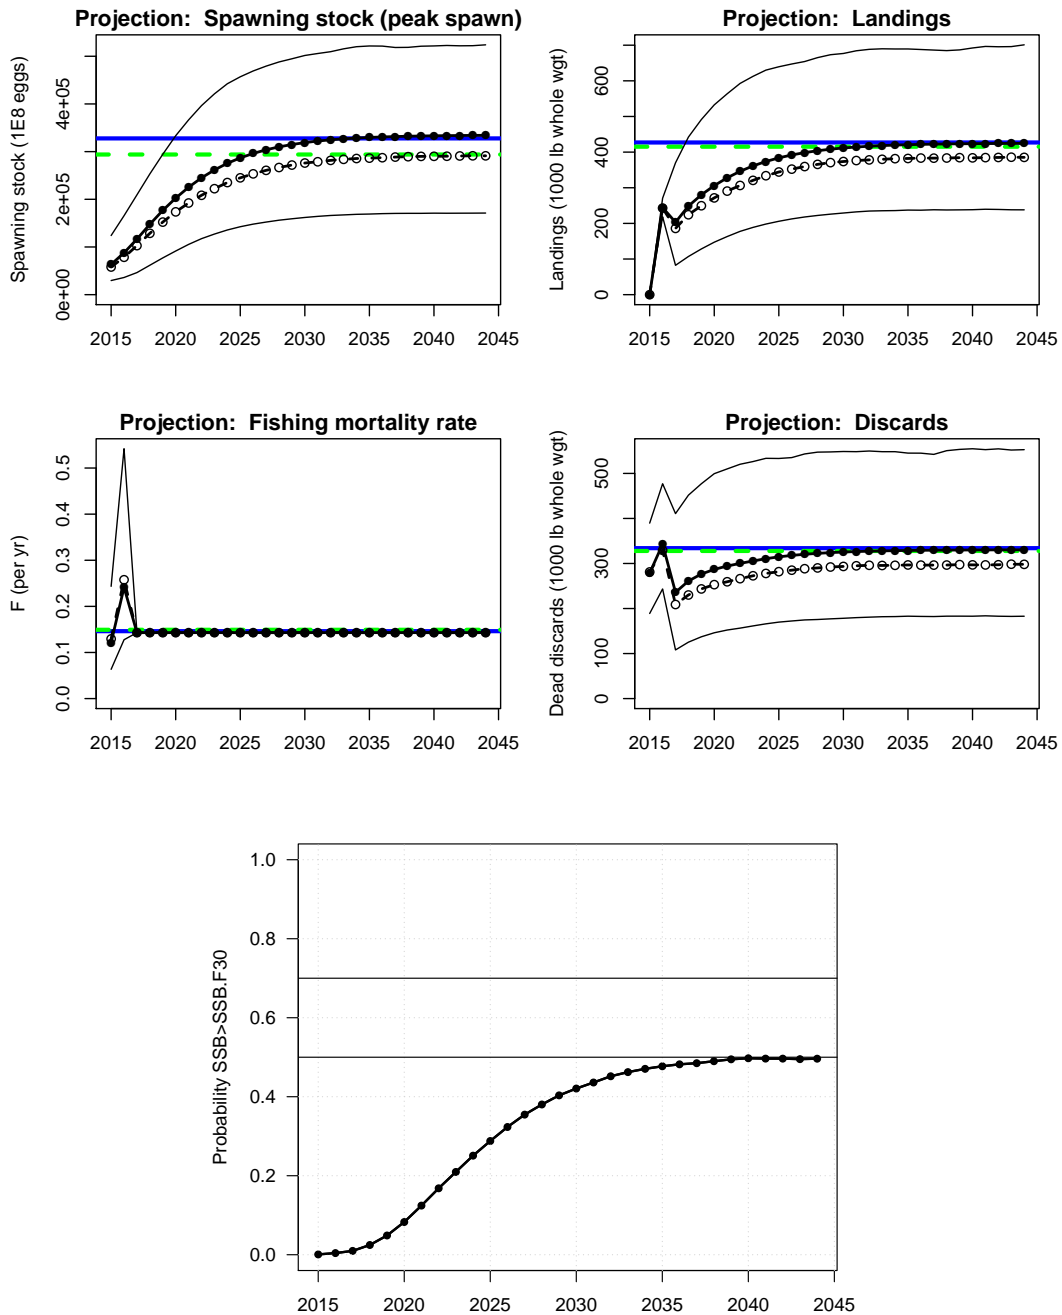 Projection: Spawning stock (peak spawn)
Spawning stock (1E8 eggs)
4e+05
2e+05
0e+00
2015 2020 2025 2030 2035 2040 2045
Projection: Landings
Landings (1000 lb whole wgt)
600
400
200
0
2015 2020 2025 2030 2035 2040 2045
Projection: Fishing mortality rate
F (per yr)
0.5
0.4
0.3
0.2
0.1
0.0
2015 2020 2025 2030 2035 2040 2045
Projection: Discards
Dead discards (1000 lb whole wgt)
500
300
100
0
2015 2020 2025 2030 2035 2040 2045
Probability SSB>SSB.F30
1.0
0.8
0.6
0.4
0.2
0.0
2015 2020 2025 2030 2035 2040 2045